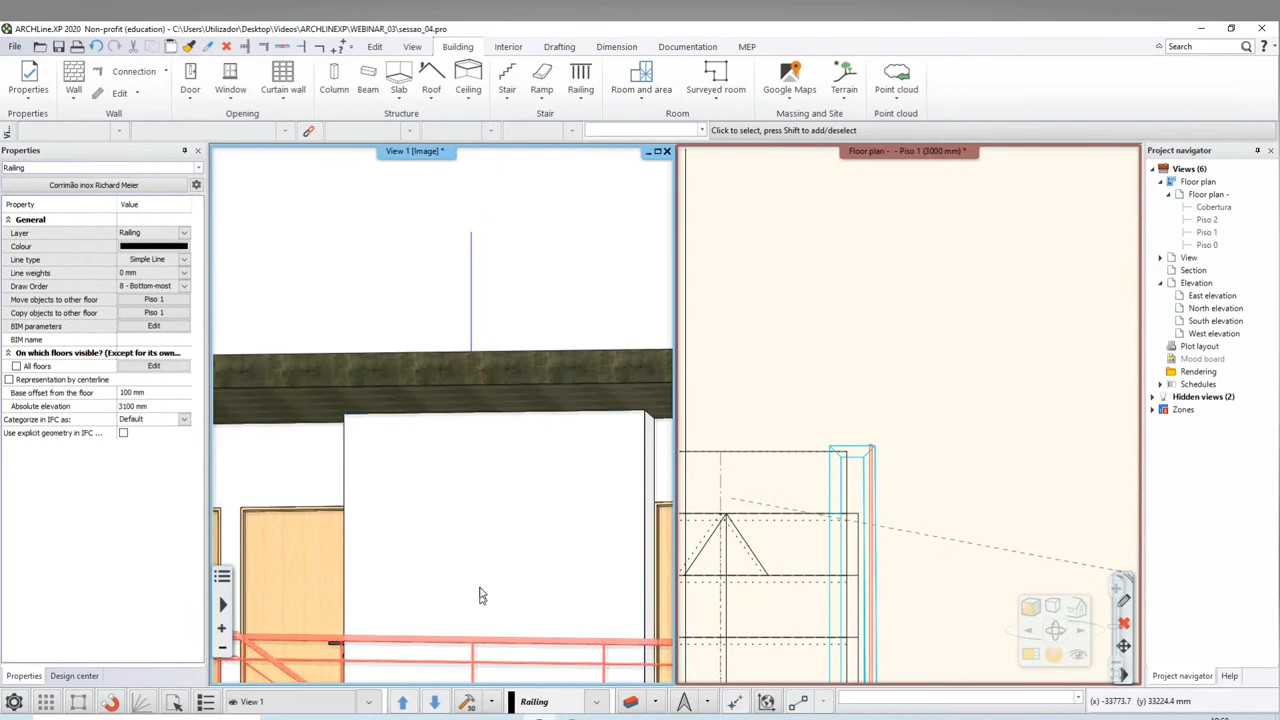 ARCHLine.XP 2020 Non-profit (education) - C:\Users\Utilizador\Desktop\Videos\ARCHLINEXP\WEBINAR_03\sessao_04.pro
File Edit View Building Interior Drafting Dimension Documentation MEP Search
Properties Wall Connection Edit Door Window Curtain wall Column Beam Slab Roof Ceiling Stair Ramp Railing Room and area Surveyed room Google Maps Terrain Point cloud
Properties Wall Opening Structure Stair Room Massing and Site Point cloud
Click to select, press Shift to add/deselect
Properties
Railing
Corrimão inox Richard Meier
Property Value
General
Layer Railing
Colour
Line type Simple Line
Line weights 0 mm
Draw Order 8 - Bottom-most
Move objects to other floor Piso 1
Copy objects to other floor Piso 1
BIM parameters Edit
BIM name
On which floors visible? (Except for its own...
All floors Edit
Representation by centerline
Base offset from the floor 100 mm
Absolute elevation 3100 mm
Categorize in IFC as: Default
Use explicit geometry in IFC ...
View 1 [Image] *
Floor plan - - Piso 1 (3000 mm) *
Project navigator
Views (6)
Floor plan
Floor plan -
Cobertura
Piso 2
Piso 1
Piso 0
View
Section
Elevation
East elevation
North elevation
South elevation
West elevation
Plot layout
Mood board
Rendering
Schedules
Hidden views (2)
Zones
Properties Design center
Project navigator Help
View 1
Railing
(x) -33773.7 (y) 33224.4 mm